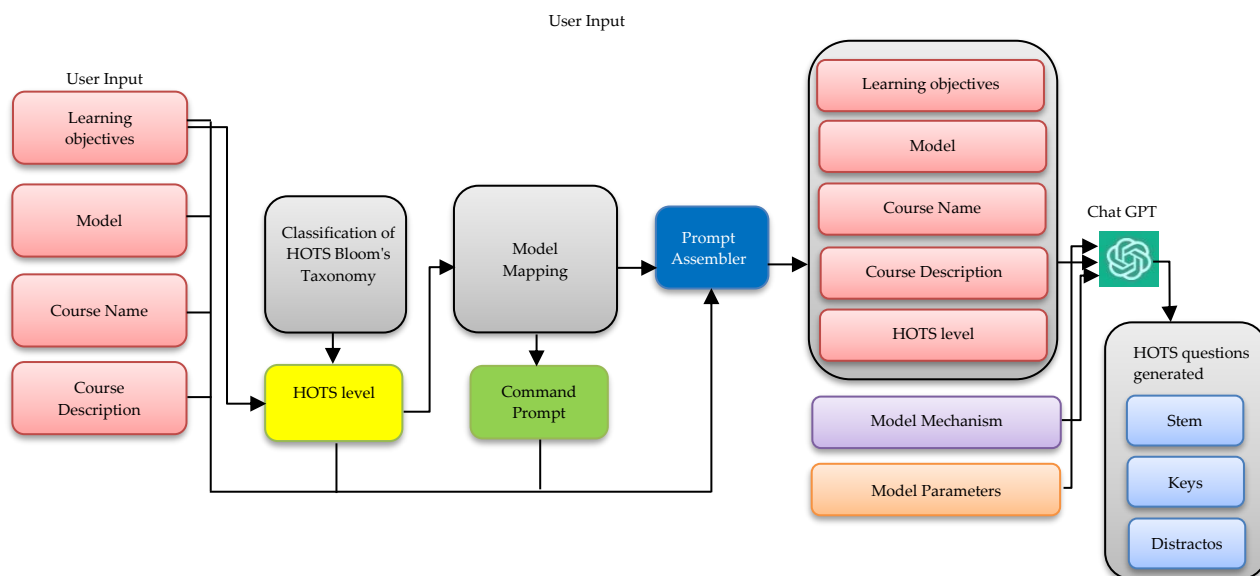 User Input
User Input
Learning
objectives
Model
Course Name
Course
Description
Classification of
HOTS Bloom's
Taxonomy
HOTS level
Model
Mapping
Command
Prompt
Prompt
Assembler
Learning objectives
Model
Course Name
Course Description
HOTS level
Model Mechanism
Model Parameters
Chat GPT
HOTS questions
generated
Stem
Keys
Distractos